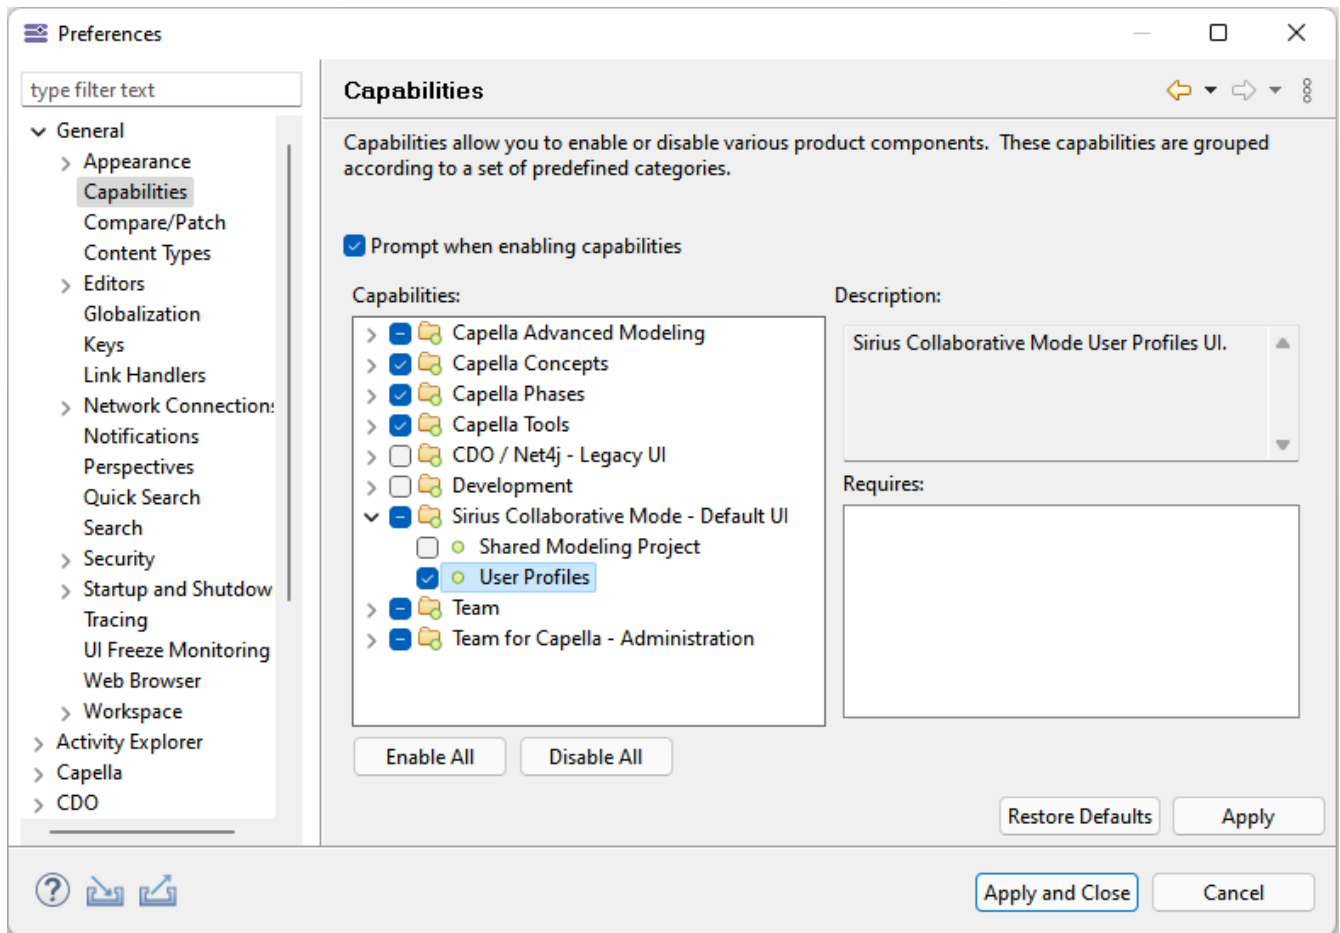 Preferences
type filter text
General
Appearance
Capabilities
Compare/Patch
Content Types
Editors
Globalization
Keys
Link Handlers
Network Connections
Notifications
Perspectives
Quick Search
Search
Security
Startup and Shutdow
Tracing
UI Freeze Monitoring
Web Browser
Workspace
Activity Explorer
Capella
CDO
Capabilities
Capabilities allow you to enable or disable various product components.  These capabilities are grouped
according to a set of predefined categories.
Prompt when enabling capabilities
Capabilities:
Capella Advanced Modeling
Capella Concepts
Capella Phases
Capella Tools
CDO / Net4j - Legacy UI
Development
Sirius Collaborative Mode - Default UI
Shared Modeling Project
User Profiles
Team
Team for Capella - Administration
Description:
Sirius Collaborative Mode User Profiles UI.
Requires:
Enable All
Disable All
Restore Defaults
Apply
Apply and Close
Cancel